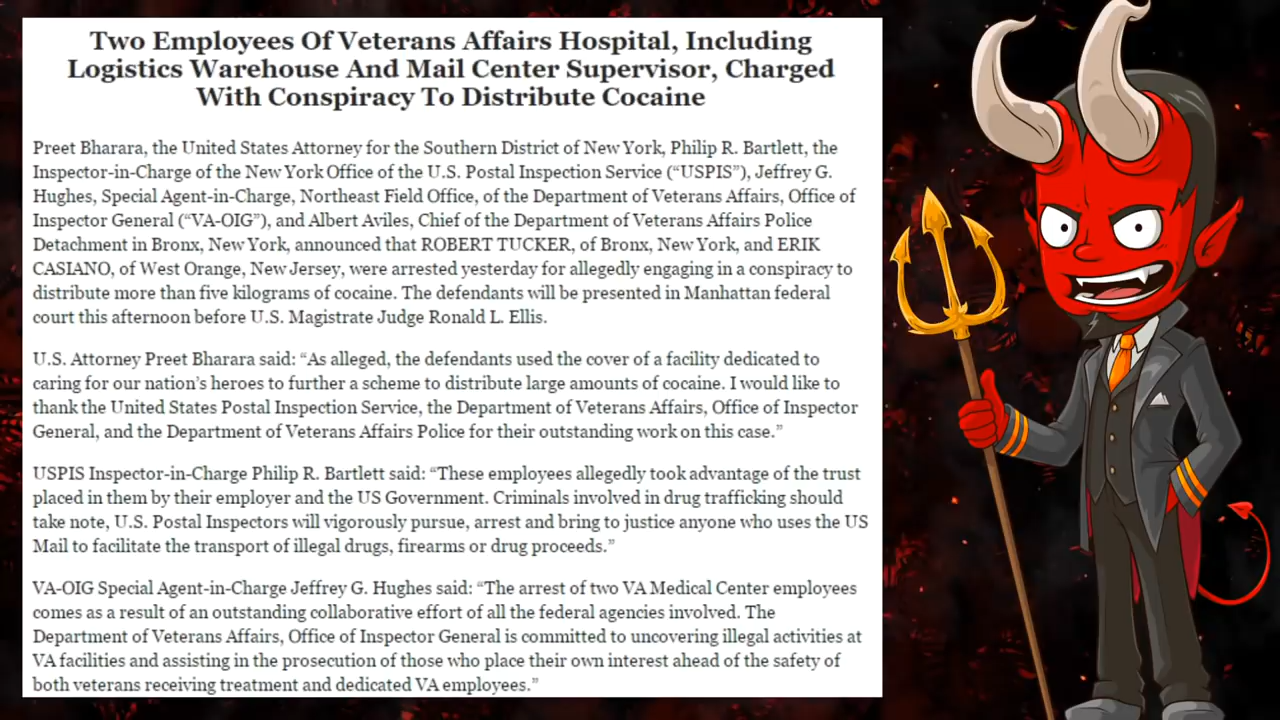 Two Employees Of Veterans Affairs Hospital, Including
Logistics Warehouse And Mail Center Supervisor, Charged
With Conspiracy To Distribute Cocaine
Preet Bharara, the United States Attorney for the Southern District of New York, Philip R. Bartlett, the
Inspector-in-Charge of the New York Office of the U.S. Postal Inspection Service (“USPIS”), Jeffrey G.
Hughes, Special Agent-in-Charge, Northeast Field Office, of the Department of Veterans Affairs, Office of
Inspector General (“VA-OIG”), and Albert Aviles, Chief of the Department of Veterans Affairs Police
Detachment in Bronx, New York, announced that ROBERT TUCKER, of Bronx, New York, and ERIK
CASIANO, of West Orange, New Jersey, were arrested yesterday for allegedly engaging in a conspiracy to
distribute more than five kilograms of cocaine. The defendants will be presented in Manhattan federal
court this afternoon before U.S. Magistrate Judge Ronald L. Ellis.
U.S. Attorney Preet Bharara said: “As alleged, the defendants used the cover of a facility dedicated to
caring for our nation’s heroes to further a scheme to distribute large amounts of cocaine. I would like to
thank the United States Postal Inspection Service, the Department of Veterans Affairs, Office of Inspector
General, and the Department of Veterans Affairs Police for their outstanding work on this case.”
USPIS Inspector-in-Charge Philip R. Bartlett said: “These employees allegedly took advantage of the trust
placed in them by their employer and the US Government. Criminals involved in drug trafficking should
take note, U.S. Postal Inspectors will vigorously pursue, arrest and bring to justice anyone who uses the US
Mail to facilitate the transport of illegal drugs, firearms or drug proceeds.”
VA-OIG Special Agent-in-Charge Jeffrey G. Hughes said: “The arrest of two VA Medical Center employees
comes as a result of an outstanding collaborative effort of all the federal agencies involved. The
Department of Veterans Affairs, Office of Inspector General is committed to uncovering illegal activities at
VA facilities and assisting in the prosecution of those who place their own interest ahead of the safety of
both veterans receiving treatment and dedicated VA employees.”